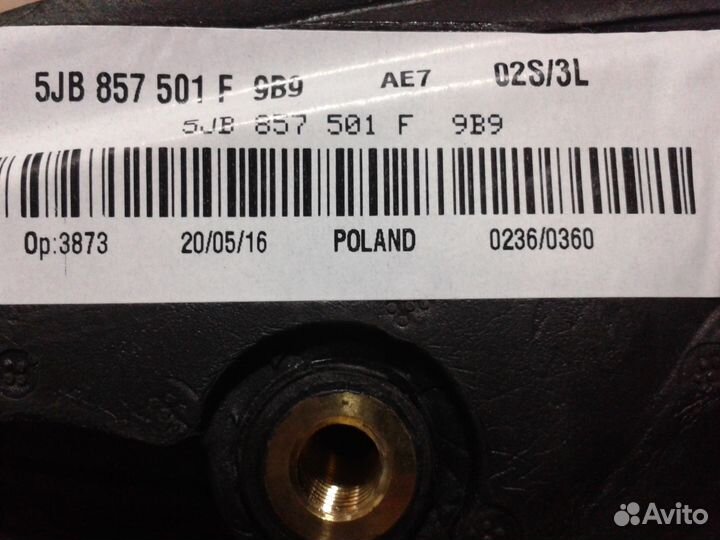 5JB 857 501 F 9B9 AE7 02S/3L
5JB 857 501 F 9B9
Op:3873 20/05/16 POLAND 0236/0360
Avito